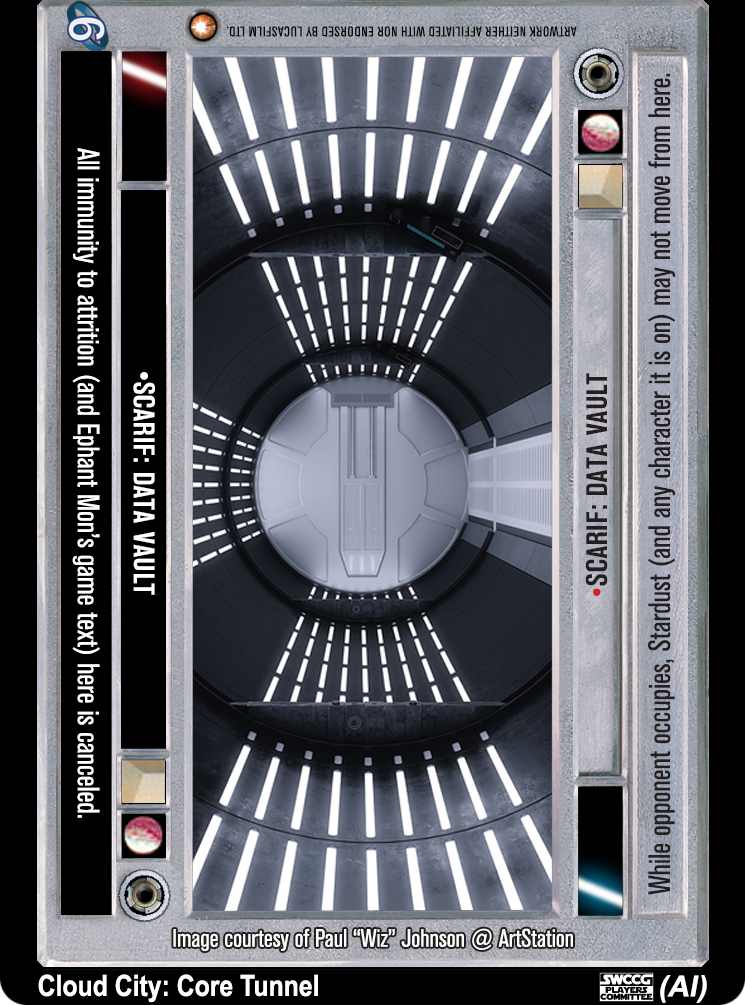 ARTWORK NEITHER AFFILIATED WITH NOR ENDORSED BY LUCASFILM LTD.
9
All immunity to attrition (and Ephant Mon's game text) here is canceled.
•SCARIF: DATA VAULT
•SCARIF: DATA VAULT
While opponent occupies, Stardust (and any character it is on) may not move from here.
Image courtesy of Paul “Wiz” Johnson @ ArtStation
Cloud City: Core Tunnel
SWCCG
PLAYERS
COMMITTEE
(AI)